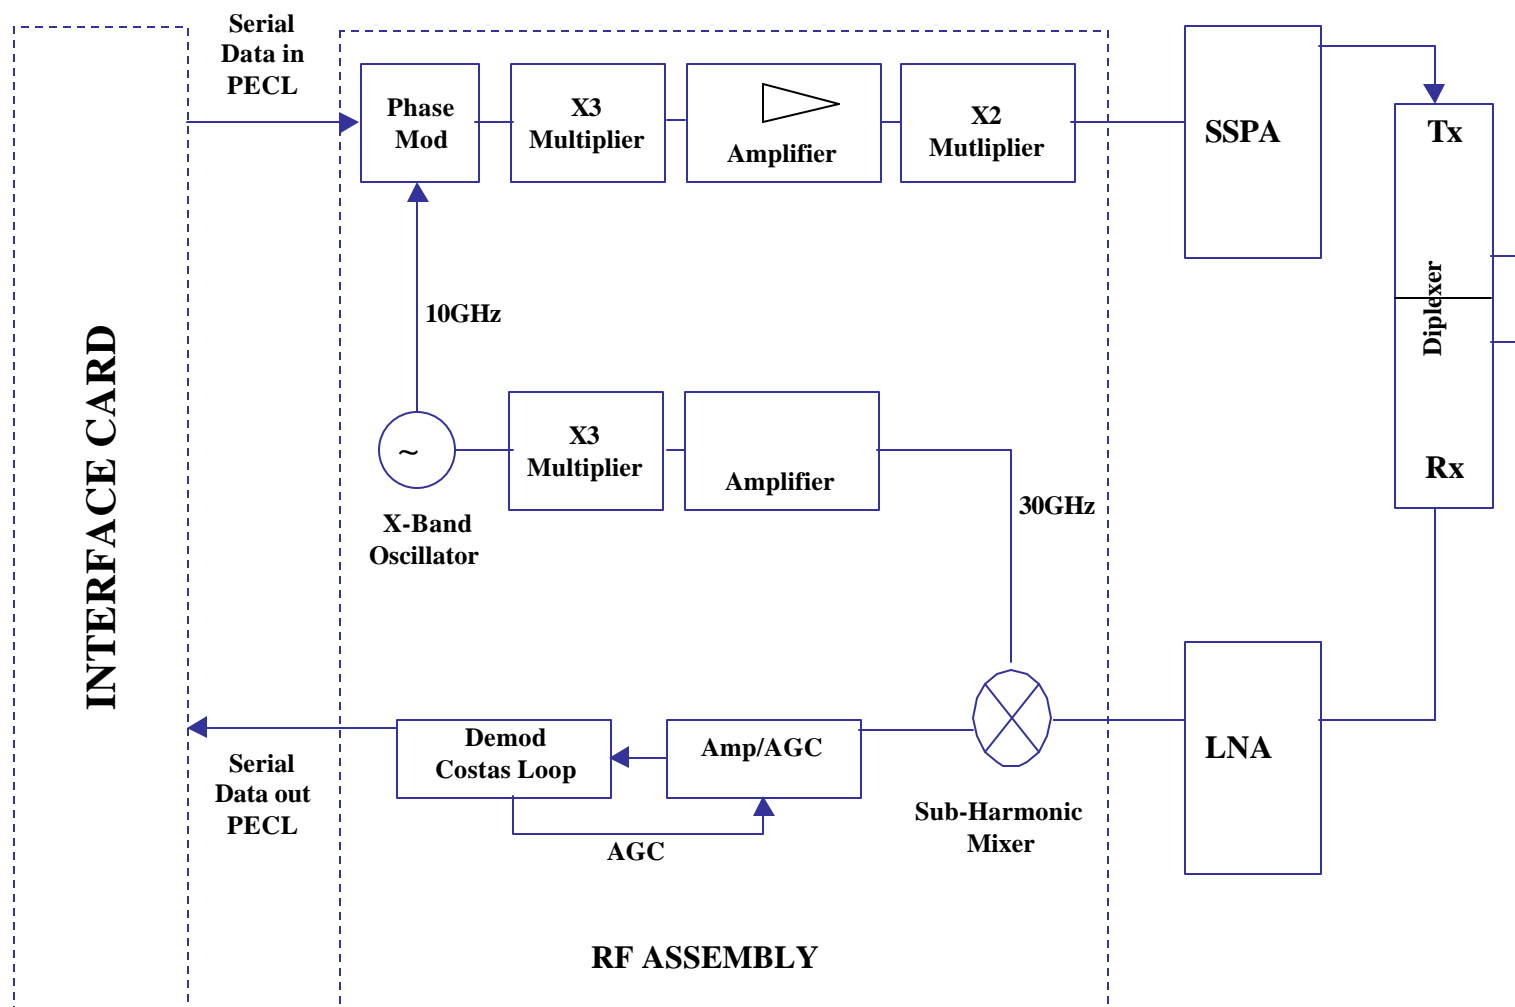 Serial
Data in
PECL
Phase
Mod
X3
Multiplier
Amplifier
X2
Mutliplier
SSPA
Tx
10GHz
Diplexer
INTERFACE CARD
~
X3
Multiplier
Amplifier
Rx
30GHz
X-Band
Oscillator
Demod
Costas Loop
Amp/AGC
LNA
Serial
Data out
PECL
Sub-Harmonic
Mixer
AGC
RF ASSEMBLY